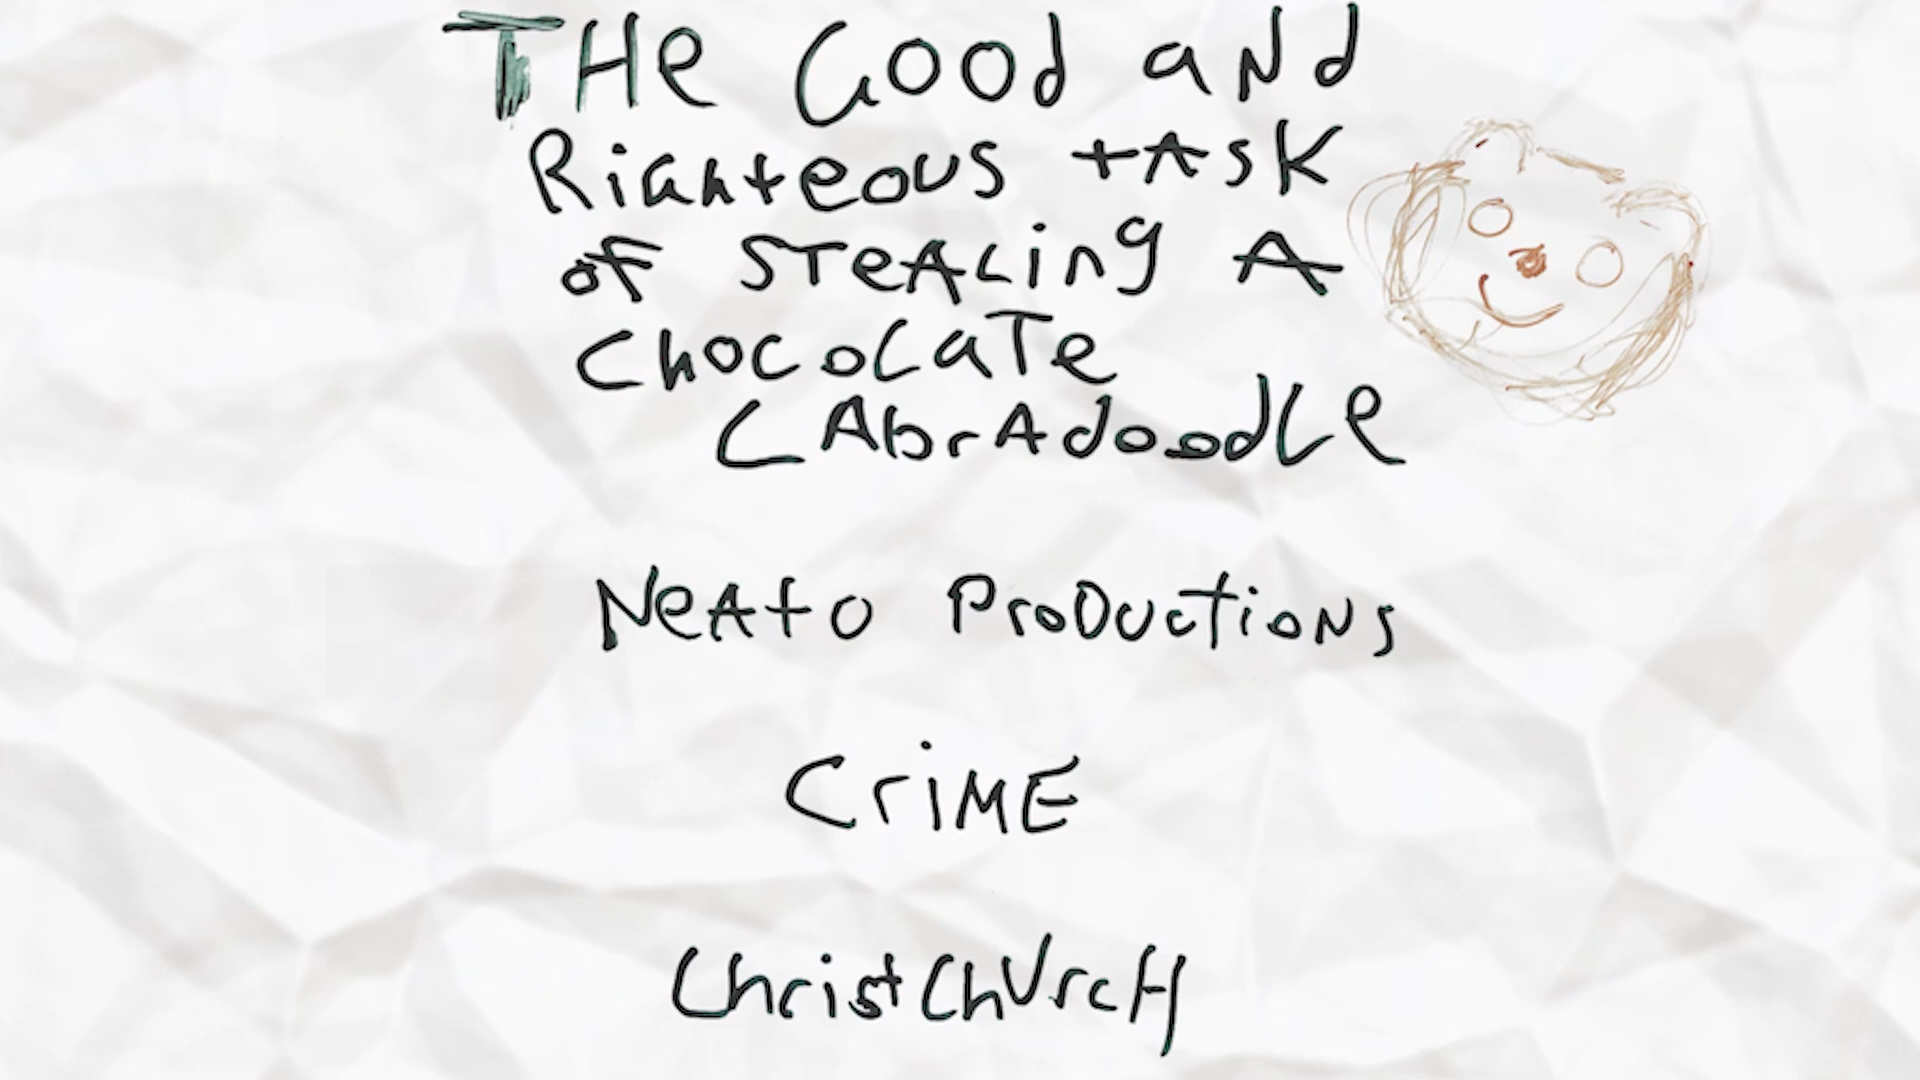 THe Good and
Righteous tAsk
of STeALing A
ChocoLaTe
LAbrAdoodLe
NeAtO ProDuctioNs
CriME
ChristChUrcH